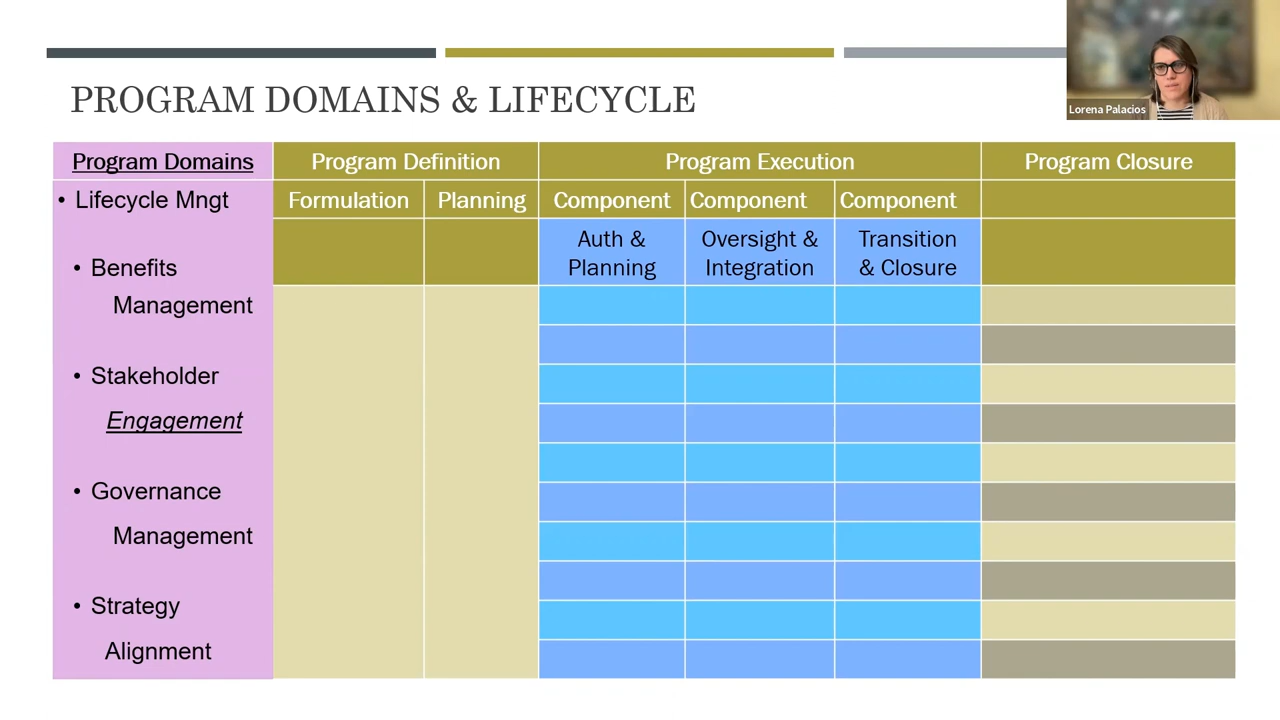 PROGRAM DOMAINS & LIFECYCLE
Lorena Palacios
Program Domains
Program Definition
Program Execution
Program Closure
• Lifecycle Mngt
Formulation
Planning
Component
Component
Component
Auth &
Planning
Oversight &
Integration
Transition
& Closure
• Benefits
Management
• Stakeholder
Engagement
• Governance
Management
• Strategy
Alignment